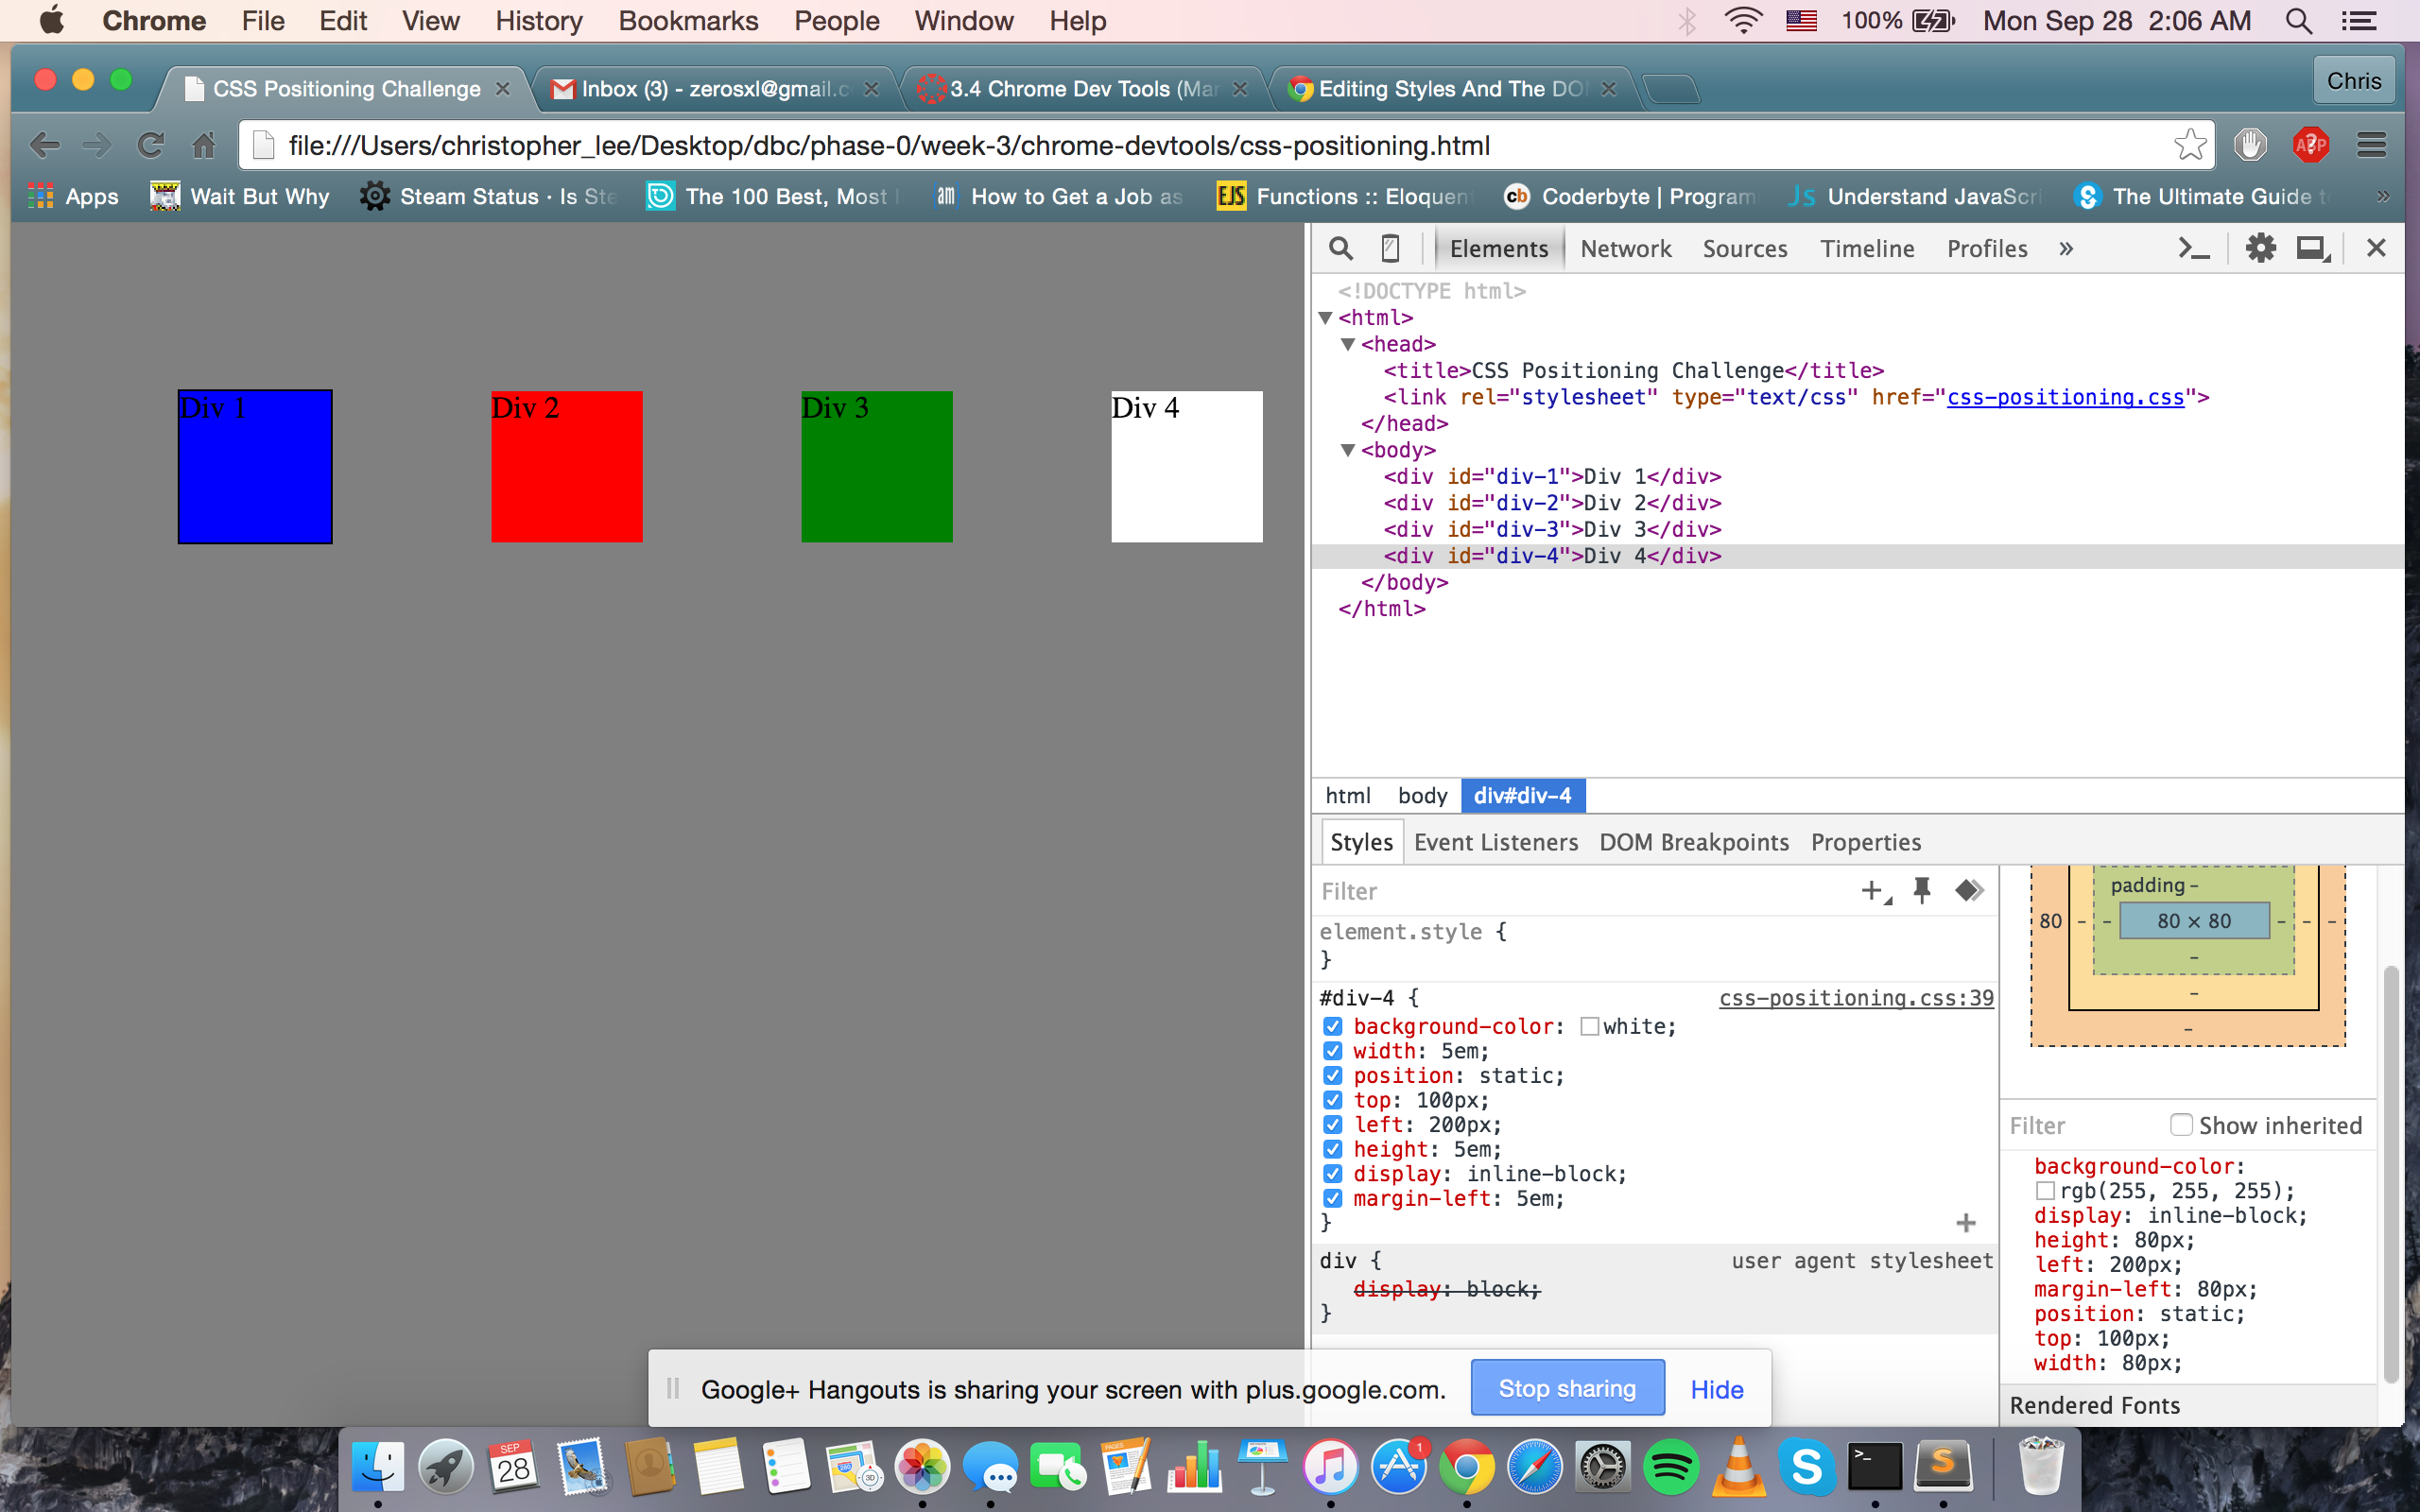 Chrome File Edit View History Bookmarks People Window Help 100% Mon Sep 28 2:06 AM
CSS Positioning Challenge Inbox (3) - zerosxl@gmail.c 3.4 Chrome Dev Tools (Mar Editing Styles And The DO Chris
file:///Users/christopher_lee/Desktop/dbc/phase-0/week-3/chrome-devtools/css-positioning.html ABP
Apps Wait But Why Steam Status · Is Ste The 100 Best, Most am How to Get a Job as EJS Functions :: Eloquent cb Coderbyte | Program JS Understand JavaScri S The Ultimate Guide to »
Elements Network Sources Timeline Profiles »
<!DOCTYPE html>
<html>
<head>
<title>CSS Positioning Challenge</title>
<link rel="stylesheet" type="text/css" href="css-positioning.css">
</head>
<body>
<div id="div-1">Div 1</div>
<div id="div-2">Div 2</div>
<div id="div-3">Div 3</div>
<div id="div-4">Div 4</div>
</body>
</html>
Div 1 Div 2 Div 3 Div 4
html body div#div-4
Styles Event Listeners DOM Breakpoints Properties
Filter
element.style {
}
#div-4 { css-positioning.css:39
background-color: white;
width: 5em;
position: static;
top: 100px;
left: 200px;
height: 5em;
display: inline-block;
margin-left: 5em;
}
div { user agent stylesheet
display: block;
}
padding -
80 - - 80 × 80 - - -
-
-
-
Filter Show inherited
background-color:
rgb(255, 255, 255);
display: inline-block;
height: 80px;
left: 200px;
margin-left: 80px;
position: static;
top: 100px;
width: 80px;
Rendered Fonts
Google+ Hangouts is sharing your screen with plus.google.com. Stop sharing Hide
SEP
28
PAGES
3D
1
>_
S
S